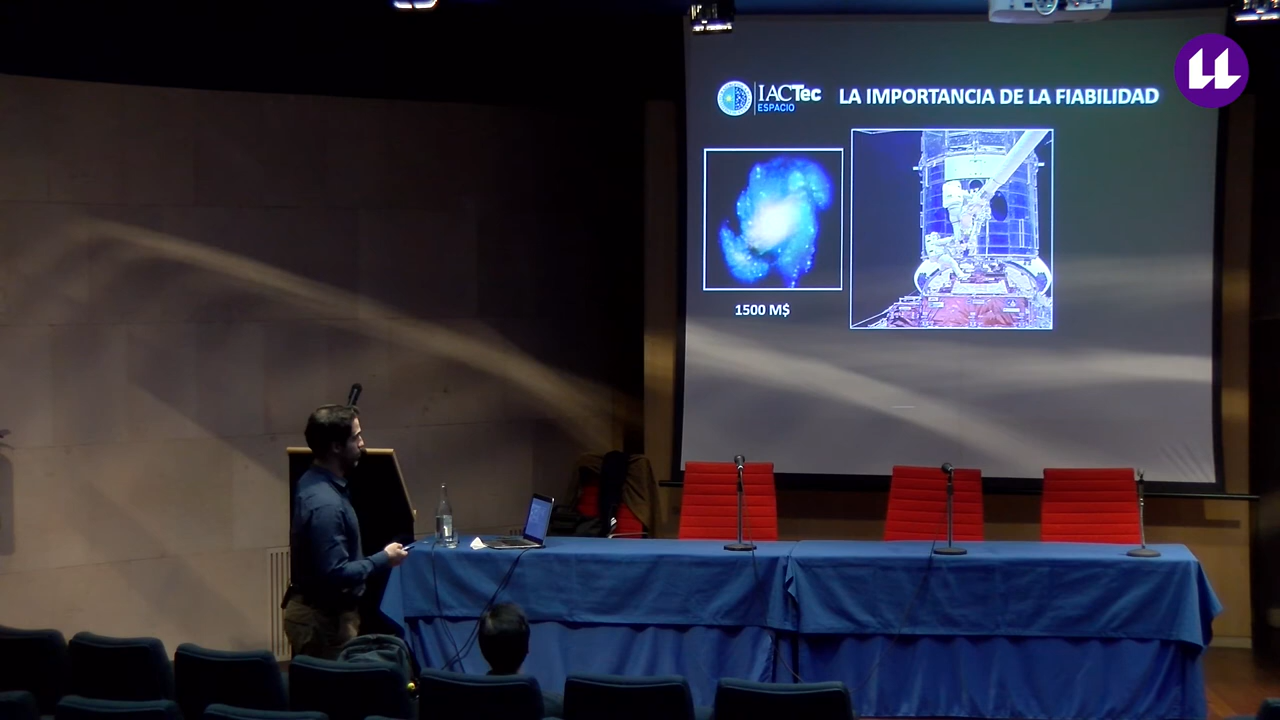 IACTec
ESPACIO
LA IMPORTANCIA DE LA FIABILIDAD
1500 M$